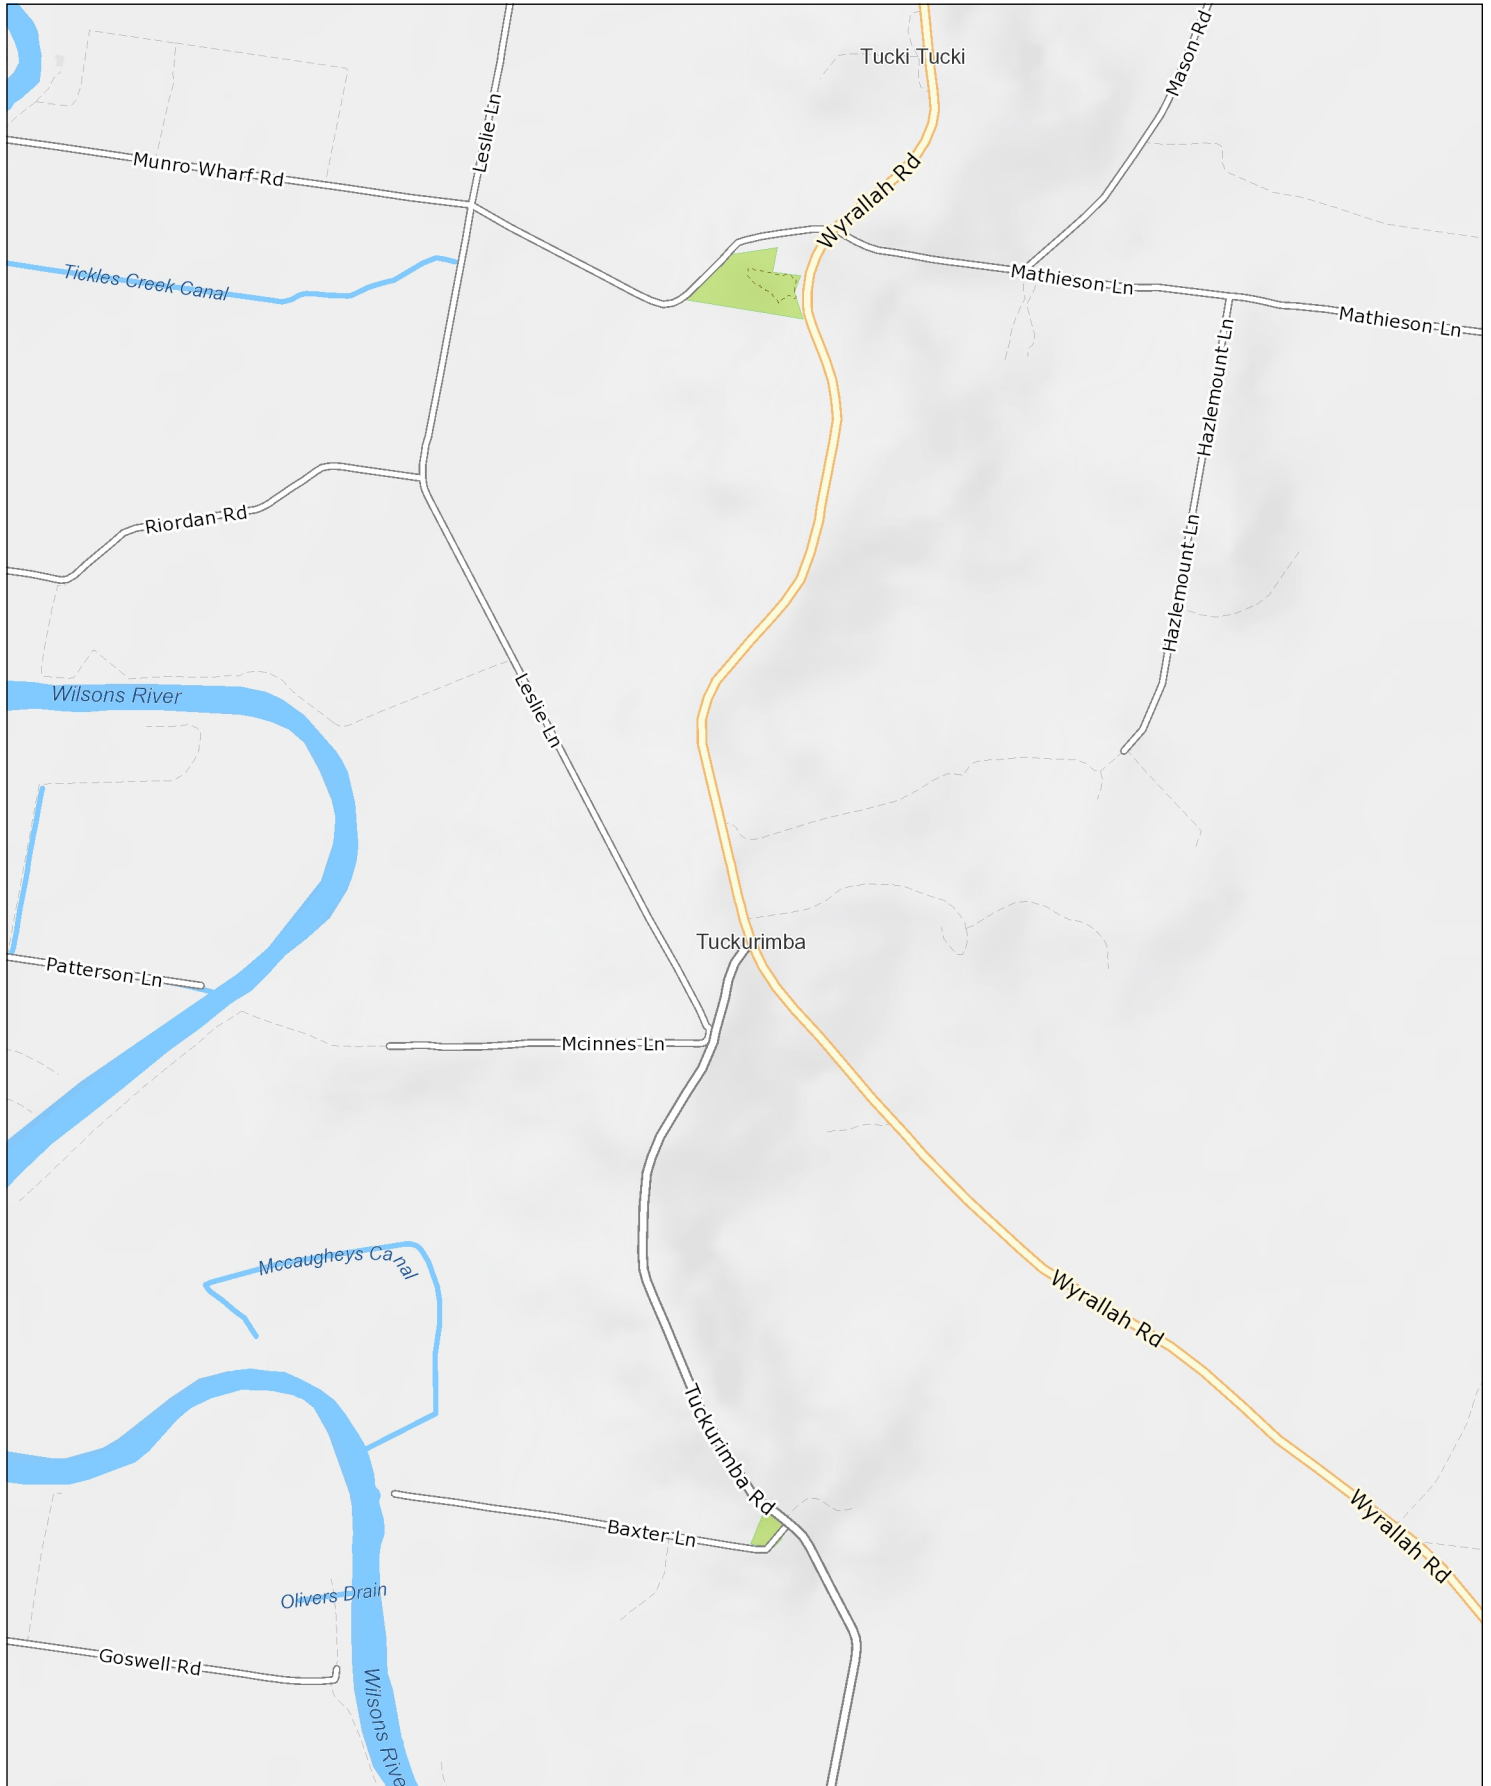 Tucki Tucki
Mason Rd
Leslie Ln
Munro Wharf Rd
Wyrallah Rd
Tickles Creek Canal
Mathieson Ln
Mathieson Ln
Hazlemount Ln
Riordan Rd
Hazlemount Ln
Wilsons River
Leslie Ln
Tuckurimba
Patterson Ln
Mcinnes Ln
Mccaugheys Canal
Wyrallah Rd
Tuckurimba Rd
Baxter Ln
Wyrallah Rd
Olivers Drain
Goswell Rd
Wilsons Rive